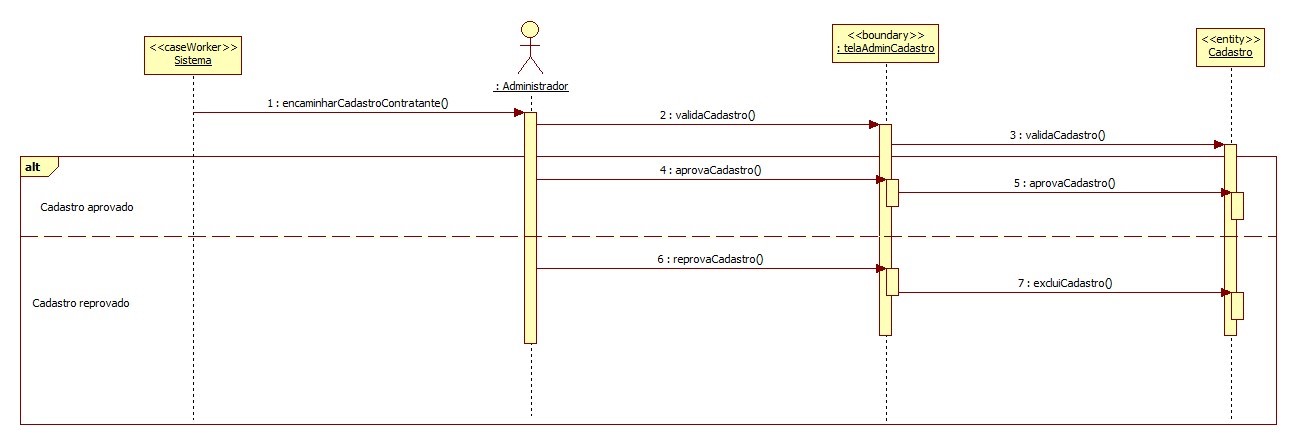 <<caseWorker>>
Sistema
: Administrador
<<boundary>>
: telaAdminCadastro
<<entity>>
Cadastro
1 : encaminharCadastroContratante()
2 : validaCadastro()
3 : validaCadastro()
alt
4 : aprovaCadastro()
5 : aprovaCadastro()
Cadastro aprovado
6 : reprovaCadastro()
7 : excluiCadastro()
Cadastro reprovado